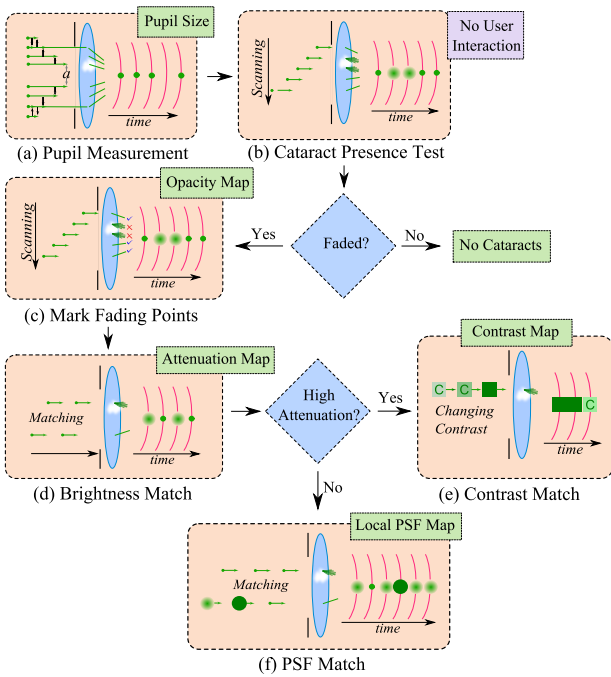 Pupil Size
a
time
(a) Pupil Measurement
No User
Interaction
Scanning
time
(b) Cataract Presence Test
Opacity Map
Scanning
time
(c) Mark Fading Points
Faded?
Yes
No
No Cataracts
Attenuation Map
Matching
time
(d) Brightness Match
High
Attenuation?
Yes
No
Contrast Map
C C C
Changing
Contrast
time
(e) Contrast Match
Local PSF Map
Matching
time
(f) PSF Match